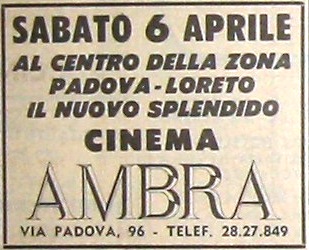 SABATO 6 APRILE
AL CENTRO DELLA ZONA
PADOVA - LORETO
IL NUOVO SPLENDIDO
CINEMA
AMBRA
VIA PADOVA, 96 - TELEF. 28.27.849